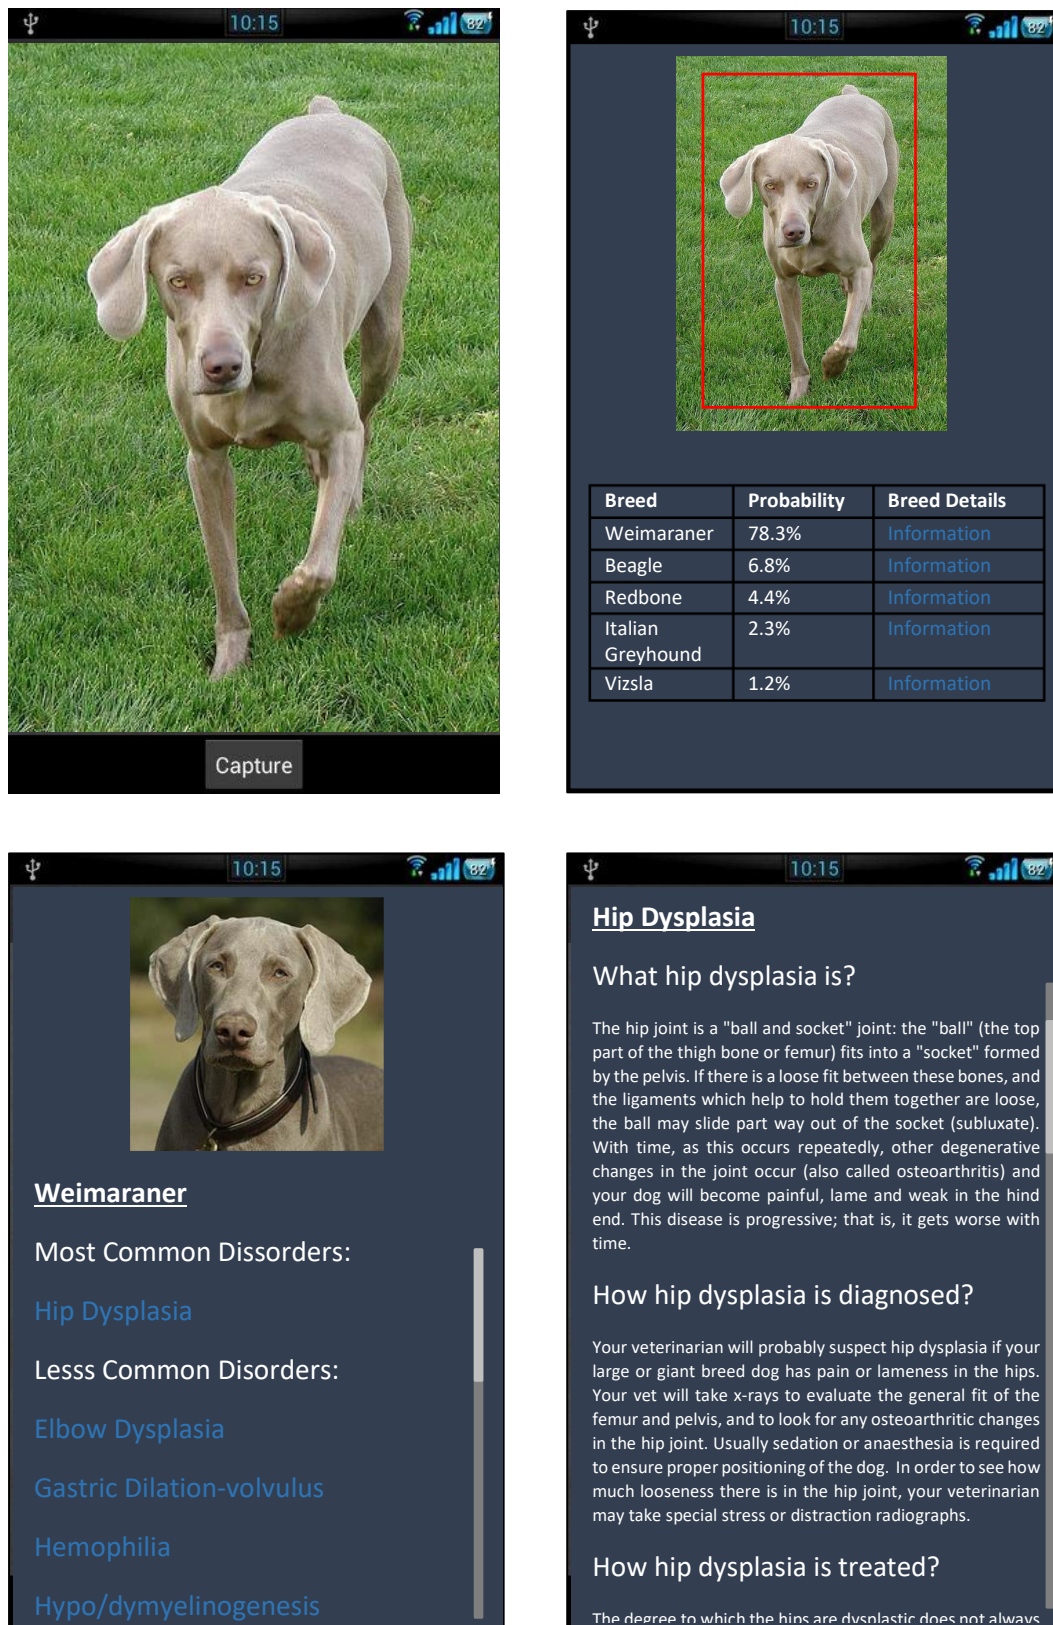 10:15
82
Capture
10:15
82
Breed Probability Breed Details
Weimaraner 78.3% Information
Beagle 6.8% Information
Redbone 4.4% Information
Italian 2.3% Information
Greyhound
Vizsla 1.2% Information
10:15
82
Weimaraner
Most Common Dissorders:
Hip Dysplasia
Lesss Common Disorders:
Elbow Dysplasia
Gastric Dilation-volvulus
Hemophilia
Hypo/dymyelinogenesis
10:15
82
Hip Dysplasia
What hip dysplasia is?
The hip joint is a "ball and socket" joint: the "ball" (the top
part of the thigh bone or femur) fits into a "socket" formed
by the pelvis. If there is a loose fit between these bones, and
the ligaments which help to hold them together are loose,
the ball may slide part way out of the socket (subluxate).
With time, as this occurs repeatedly, other degenerative
changes in the joint occur (also called osteoarthritis) and
your dog will become painful, lame and weak in the hind
end. This disease is progressive; that is, it gets worse with
time.
How hip dysplasia is diagnosed?
Your veterinarian will probably suspect hip dysplasia if your
large or giant breed dog has pain or lameness in the hips.
Your vet will take x-rays to evaluate the general fit of the
femur and pelvis, and to look for any osteoarthritic changes
in the hip joint. Usually sedation or anaesthesia is required
to ensure proper positioning of the dog. In order to see how
much looseness there is in the hip joint, your veterinarian
may take special stress or distraction radiographs.
How hip dysplasia is treated?
The degree to which the hips are dysplastic does not always